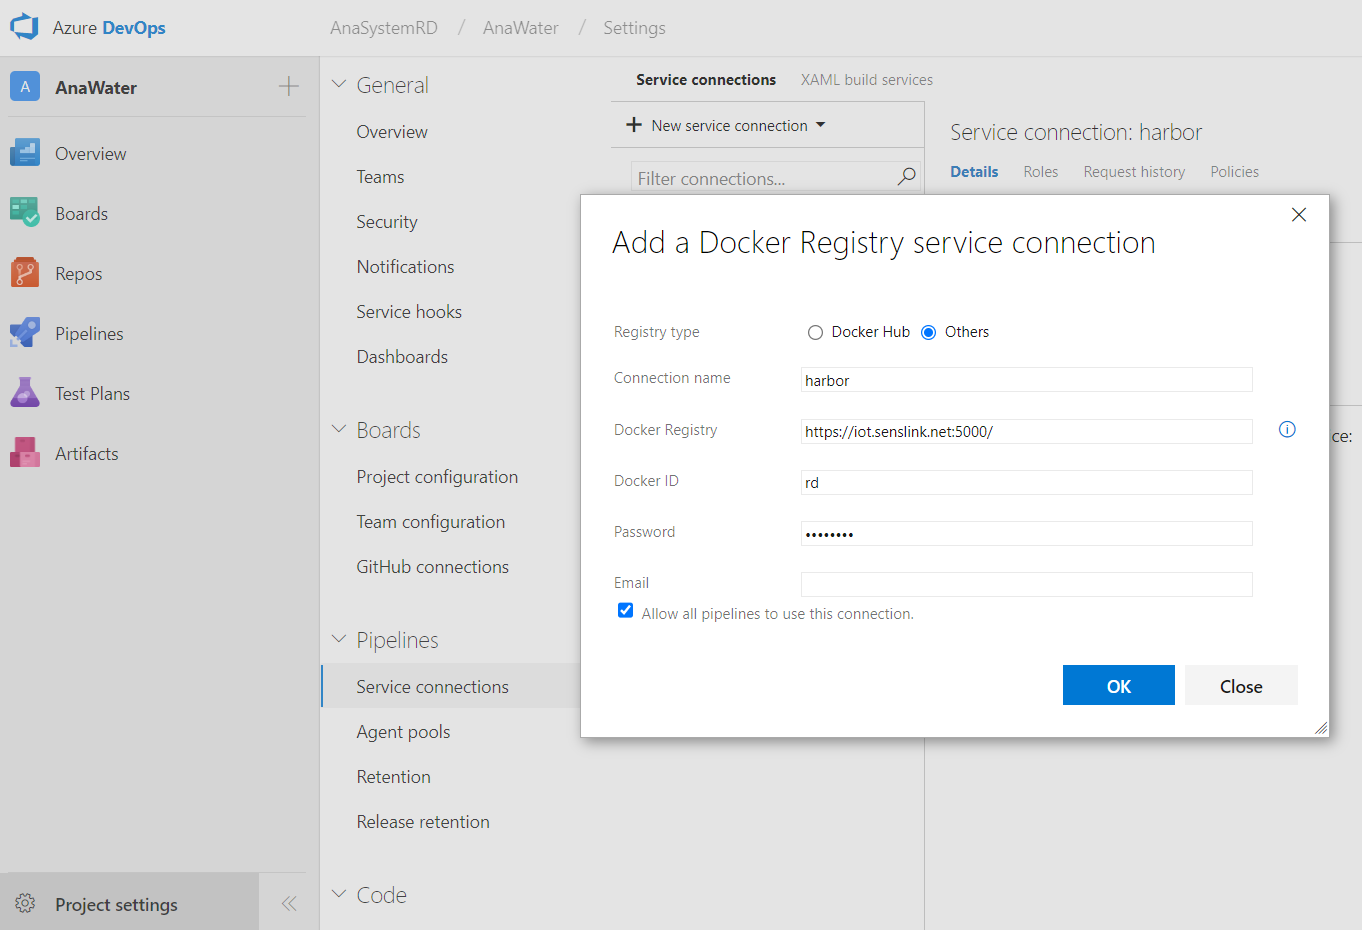 Azure DevOps
AnaSystemRD / AnaWater / Settings
A AnaWater
Overview
Boards
Repos
Pipelines
Test Plans
Artifacts
Project settings
General
Overview
Teams
Security
Notifications
Service hooks
Dashboards
Boards
Project configuration
Team configuration
GitHub connections
Pipelines
Service connections
Agent pools
Retention
Release retention
Code
Service connections XAML build services
New service connection
Filter connections...
Service connection: harbor
Details Roles Request history Policies
ce:
Add a Docker Registry service connection
Registry type Docker Hub Others
Connection name harbor
Docker Registry https://iot.senslink.net:5000/
Docker ID rd
Password ••••••••
Email
Allow all pipelines to use this connection.
OK Close